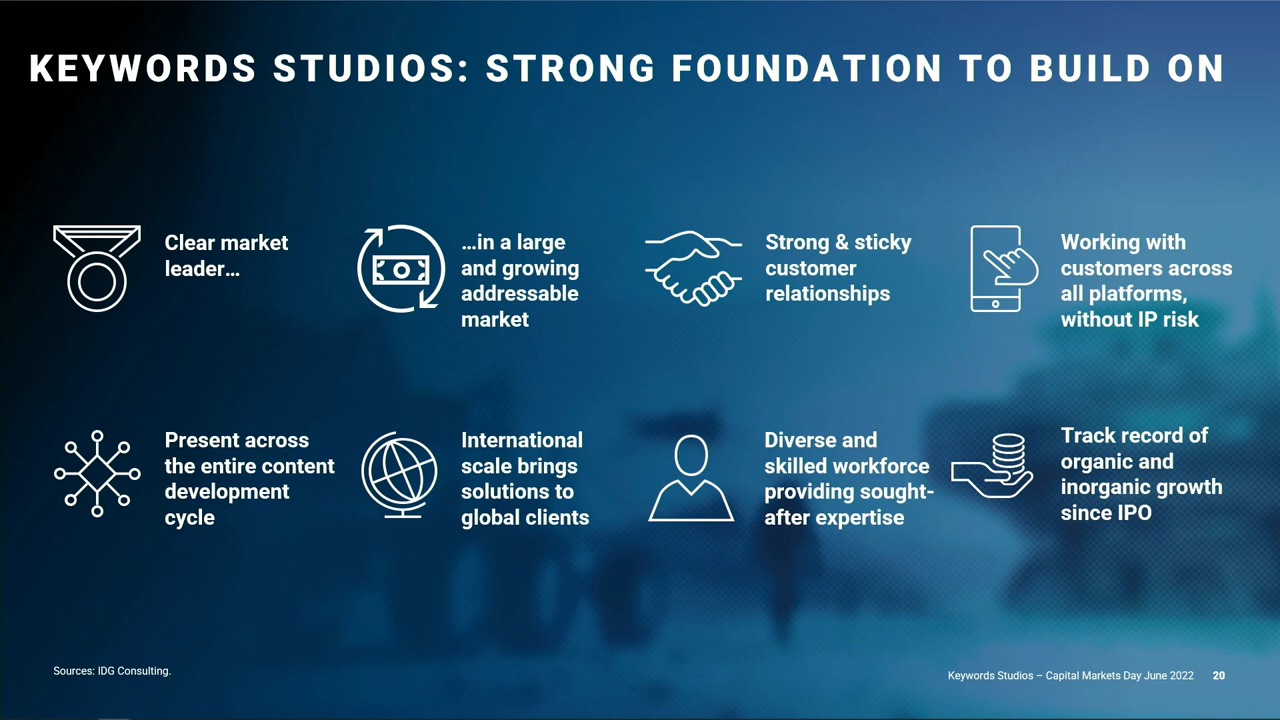 KEYWORDS STUDIOS: STRONG FOUNDATION TO BUILD ON
Clear market
leader…
…in a large
and growing
addressable
market
Strong & sticky
customer
relationships
Working with
customers across
all platforms,
without IP risk
Present across
the entire content
development
cycle
International
scale brings
solutions to
global clients
Diverse and
skilled workforce
providing sought-
after expertise
Track record of
organic and
inorganic growth
since IPO
Sources: IDG Consulting.
Keywords Studios – Capital Markets Day June 2022 20